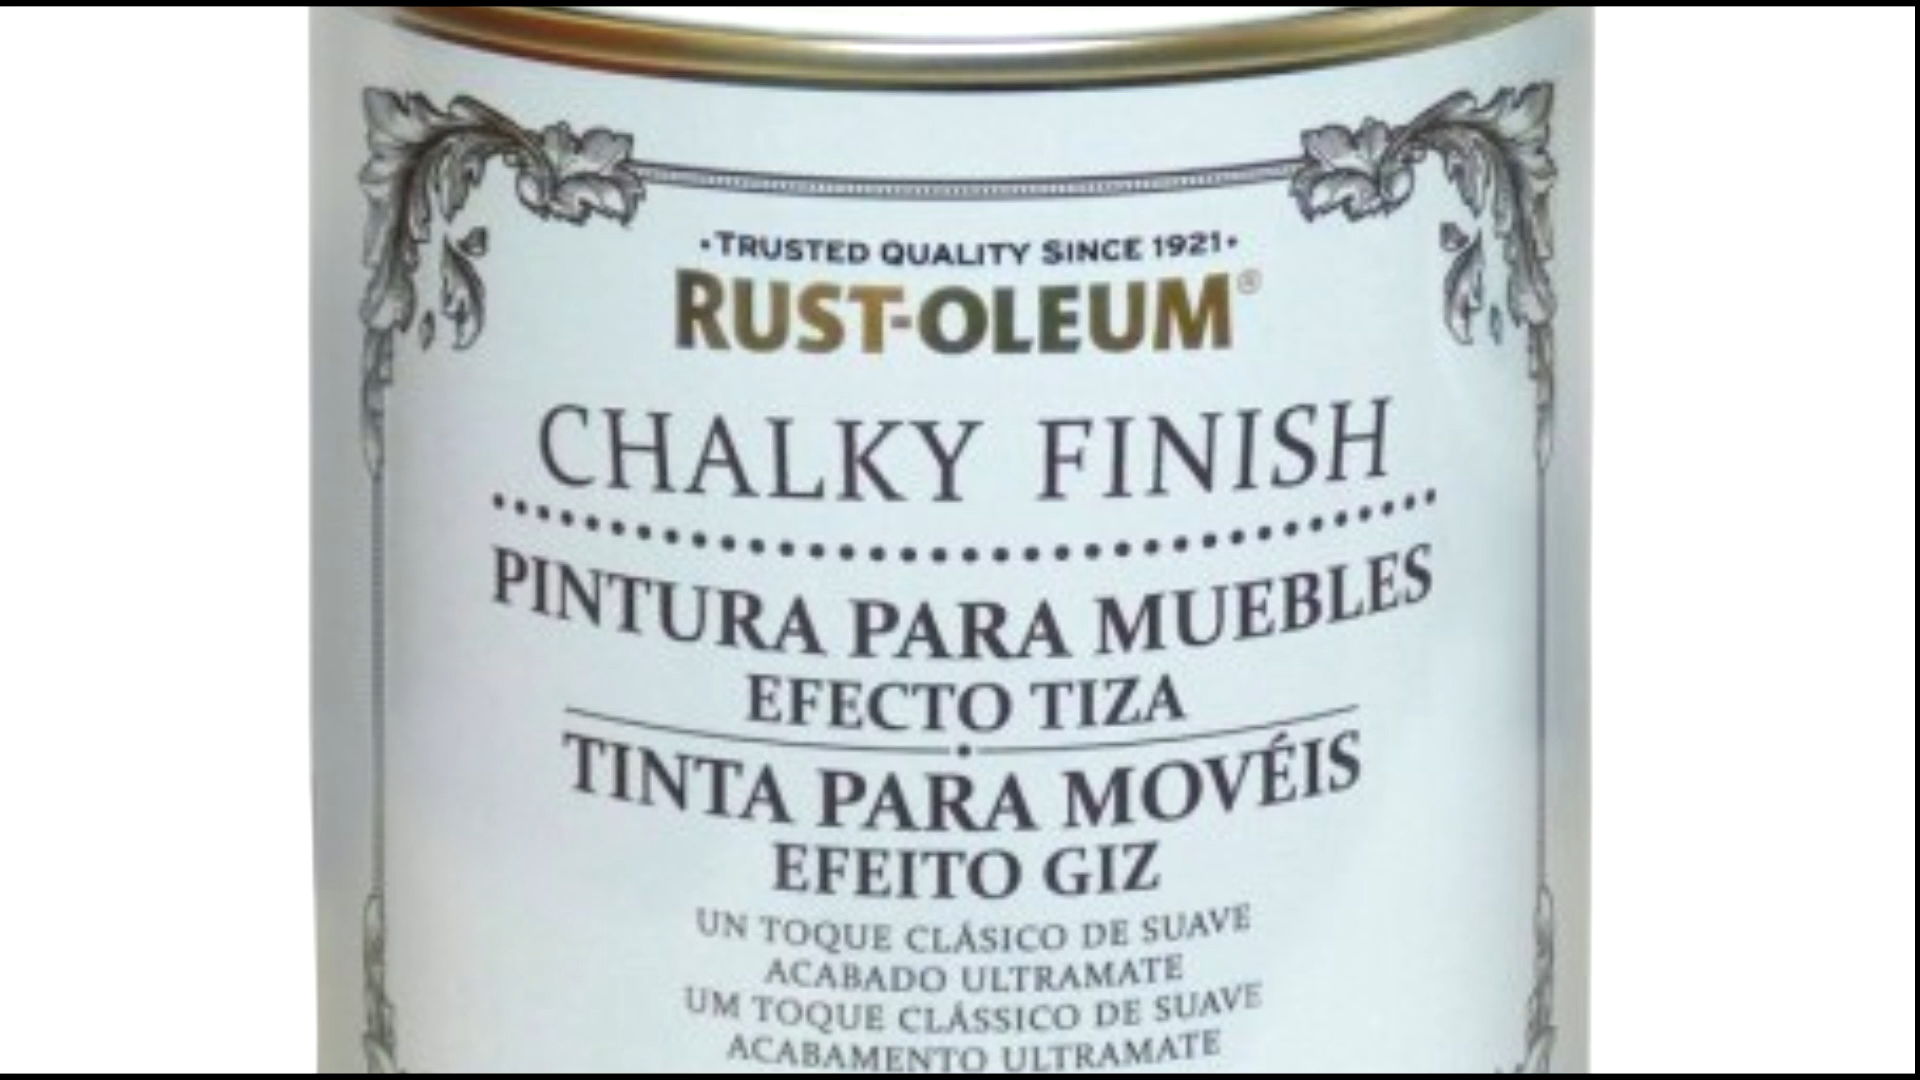 •TRUSTED QUALITY SINCE 1921•
RUST-OLEUM®
CHALKY FINISH
PINTURA PARA MUEBLES
EFECTO TIZA
TINTA PARA MOVÉIS
EFEITO GIZ
UN TOQUE CLÁSICO DE SUAVE
ACABADO ULTRAMATE
UM TOQUE CLÁSSICO DE SUAVE
ACABAMENTO ULTRAMATE